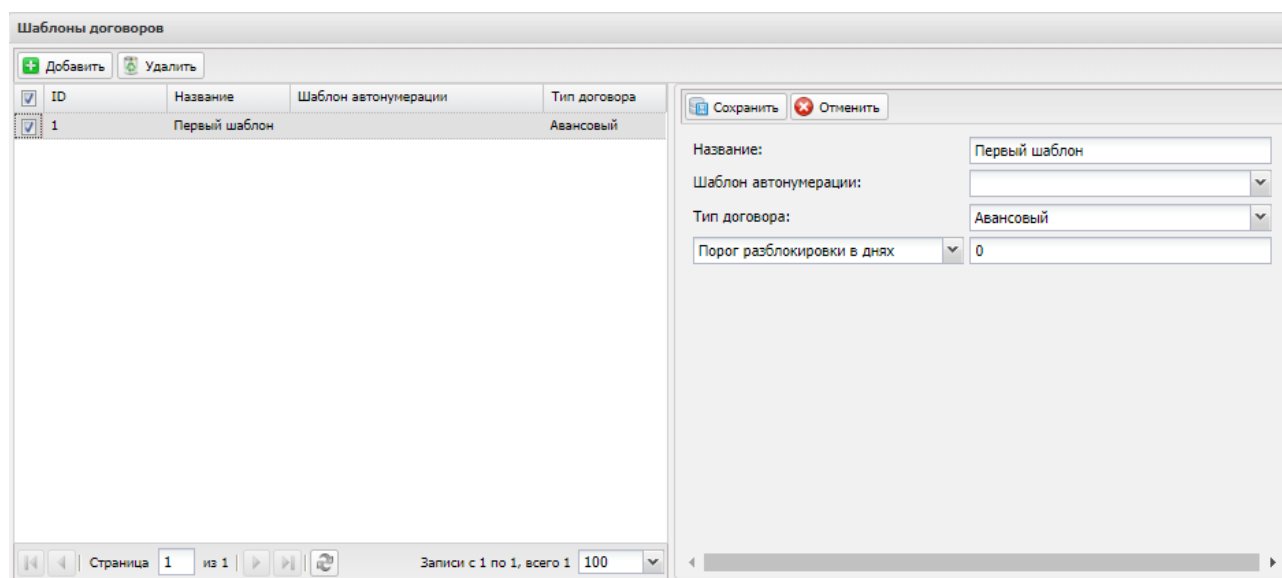 Шаблоны договоров
Добавить Удалить
ID Название Шаблон автонумерации Тип договора
1 Первый шаблон Авансовый
Страница 1 из 1 Записи с 1 по 1, всего 1 100
Сохранить Отменить
Название: Первый шаблон
Шаблон автонумерации:
Тип договора: Авансовый
Порог разблокировки в днях 0